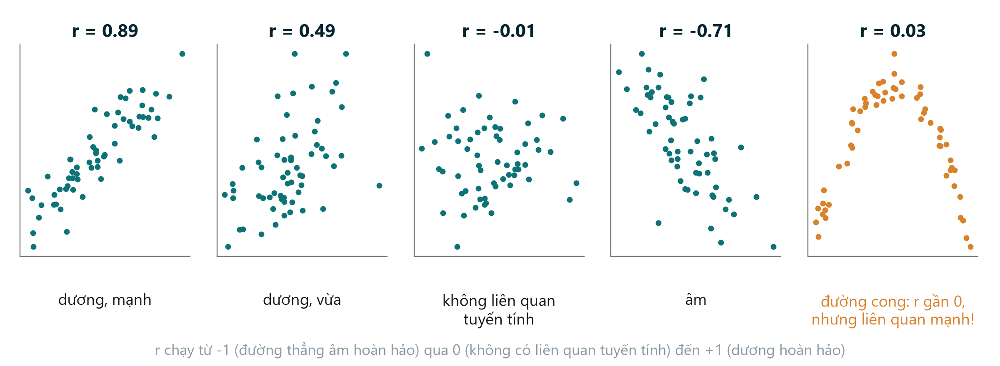 r = 0.89
r = 0.49
r = -0.01
r = -0.71
r = 0.03
dương, mạnh
dương, vừa
không liên quan
tuyến tính
âm
đường cong: r gần 0,
nhưng liên quan mạnh!
r chạy từ -1 (đường thẳng âm hoàn hảo) qua 0 (không có liên quan tuyến tính) đến +1 (dương hoàn hảo)